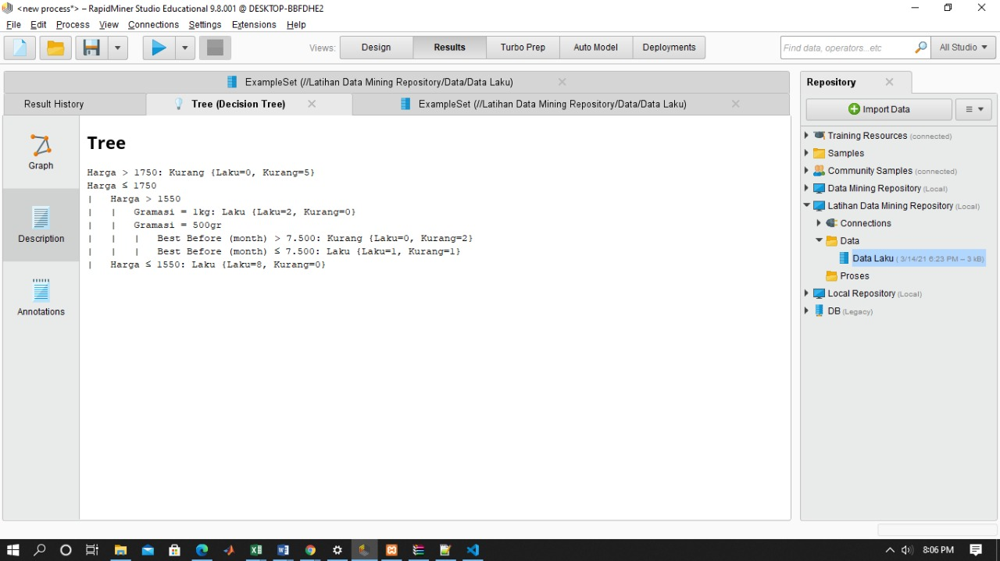 <new process*> – RapidMiner Studio Educational 9.8.001 @ DESKTOP-BBFDHE2
File Edit Process View Connections Settings Extensions Help
Views: Design Results Turbo Prep Auto Model Deployments Find data, operators...etc All Studio
ExampleSet (//Latihan Data Mining Repository/Data/Data Laku)
Result History Tree (Decision Tree) ExampleSet (//Latihan Data Mining Repository/Data/Data Laku)
Graph
Description
Annotations
Tree
Harga > 1750: Kurang {Laku=0, Kurang=5}
Harga ≤ 1750
|   Harga > 1550
|   |   Gramasi = 1kg: Laku {Laku=2, Kurang=0}
|   |   Gramasi = 500gr
|   |   |   Best Before (month) > 7.500: Kurang {Laku=0, Kurang=2}
|   |   |   Best Before (month) ≤ 7.500: Laku {Laku=1, Kurang=1}
|   Harga ≤ 1550: Laku {Laku=8, Kurang=0}
Repository
Import Data
Training Resources (connected)
Samples
Community Samples (connected)
Data Mining Repository (Local)
Latihan Data Mining Repository (Local)
Connections
Data
Data Laku ( 3/14/21 6:23 PM – 3 kB)
Proses
Local Repository (Local)
DB (Legacy)
8:06 PM